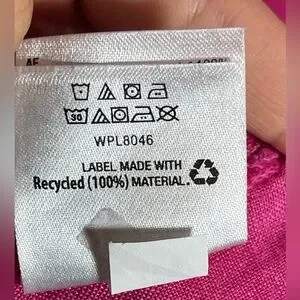 30
WPL8046
LABEL MADE WITH
Recycled (100%) MATERIAL.